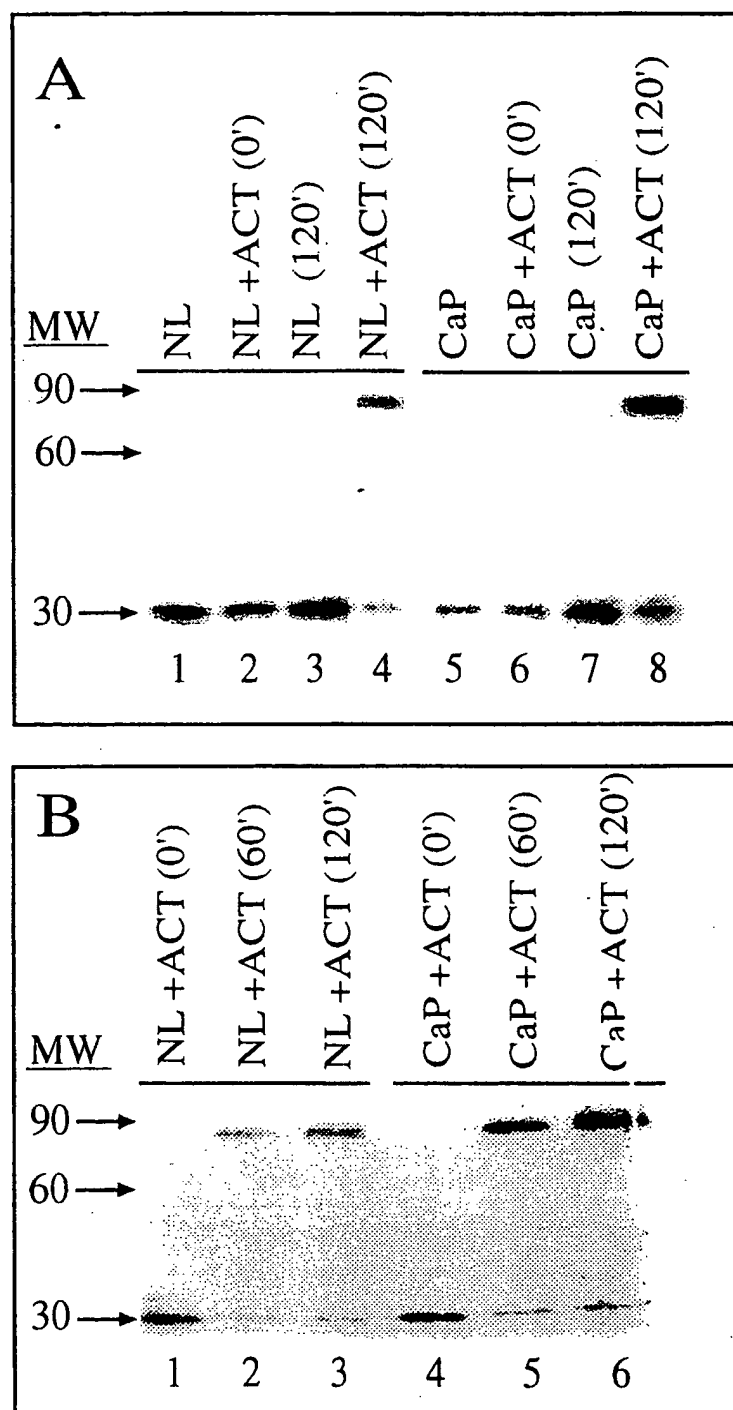 A
NL
NL +ACT (0')
NL (120')
NL +ACT (120')
CaP
CaP +ACT (0')
CaP (120')
CaP +ACT (120')
MW
90
60
30
1 2 3 4 5 6 7 8
B
NL +ACT (0')
NL +ACT (60')
NL +ACT (120')
CaP +ACT (0')
CaP +ACT (60')
CaP +ACT (120')
MW
90
60
30
1 2 3 4 5 6